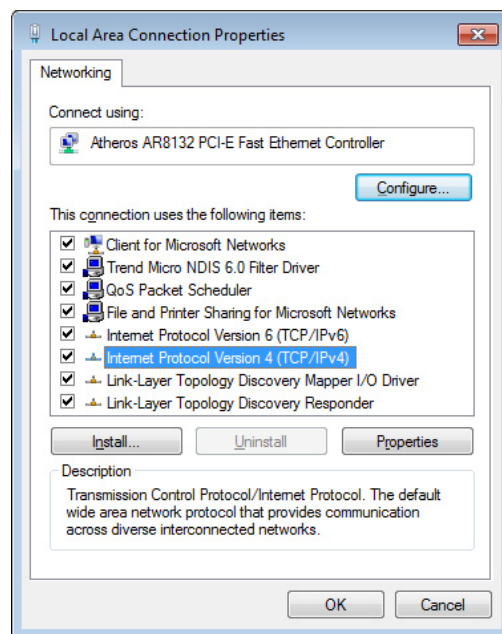 Local Area Connection Properties
Networking
Connect using:
Atheros AR8132 PCI-E Fast Ethernet Controller
Configure...
This connection uses the following items:
Client for Microsoft Networks
Trend Micro NDIS 6.0 Filter Driver
QoS Packet Scheduler
File and Printer Sharing for Microsoft Networks
Internet Protocol Version 6 (TCP/IPv6)
Internet Protocol Version 4 (TCP/IPv4)
Link-Layer Topology Discovery Mapper I/O Driver
Link-Layer Topology Discovery Responder
Install... Uninstall Properties
Description
Transmission Control Protocol/Internet Protocol. The default
wide area network protocol that provides communication
across diverse interconnected networks.
OK Cancel